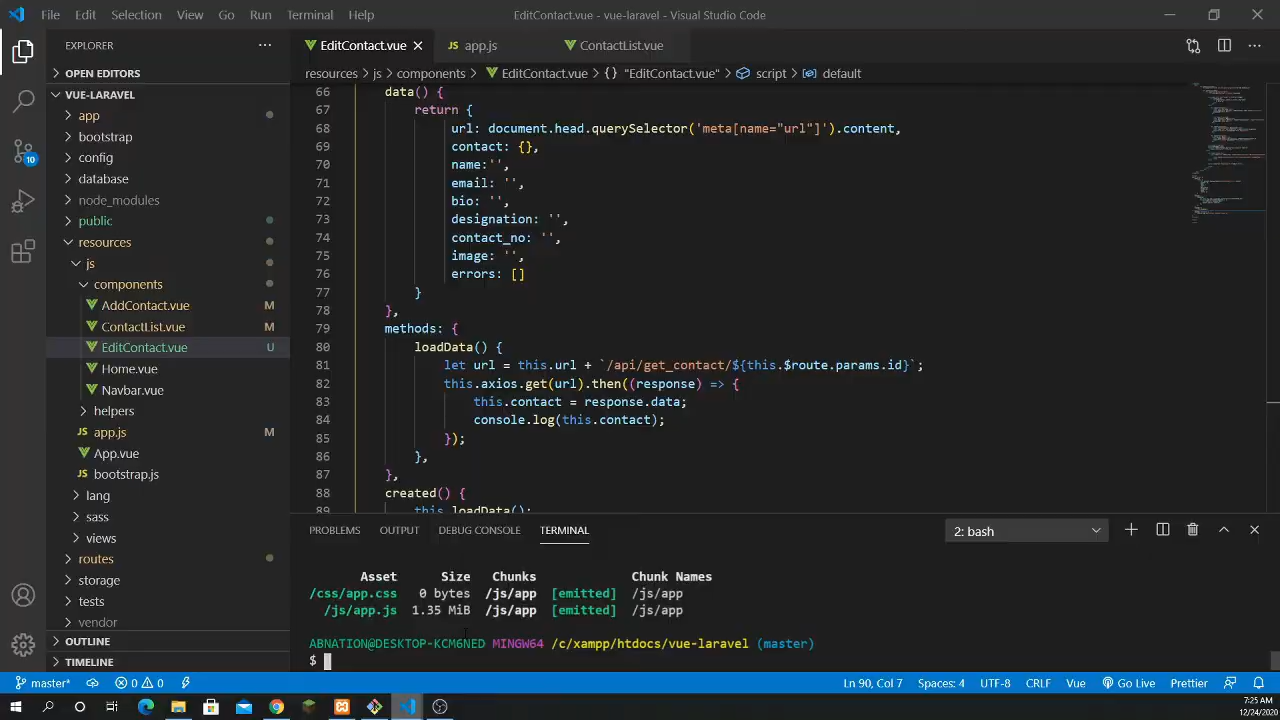 File Edit Selection View Go Run Terminal Help
EditContact.vue - vue-laravel - Visual Studio Code
EXPLORER
OPEN EDITORS
VUE-LARAVEL
app
bootstrap
config
database
node_modules
public
resources
js
components
AddContact.vue M
ContactList.vue M
EditContact.vue U
Home.vue
Navbar.vue
helpers
JS app.js M
App.vue
JS bootstrap.js
lang
sass
views
routes
storage
tests
vendor
OUTLINE
TIMELINE
10
EditContact.vue JS app.js ContactList.vue
resources > js > components > EditContact.vue > {} "EditContact.vue" > script > default
66 data() {
67 return {
68 url: document.head.querySelector('meta[name="url"]').content,
69 contact: {},
70 name:'',
71 email: '',
72 bio: '',
73 designation: '',
74 contact_no: '',
75 image: '',
76 errors: []
77 }
78 },
79 methods: {
80 loadData() {
81 let url = this.url + `/api/get_contact/${this.$route.params.id}`;
82 this.axios.get(url).then((response) => {
83 this.contact = response.data;
84 console.log(this.contact);
85 });
86 },
87 },
88 created() {
89 this.loadData();
PROBLEMS OUTPUT DEBUG CONSOLE TERMINAL
2: bash
Asset Size Chunks Chunk Names
/css/app.css 0 bytes /js/app [emitted] /js/app
/js/app.js 1.35 MiB /js/app [emitted] /js/app
ABNATION@DESKTOP-KCM6NED MINGW64 /c/xampp/htdocs/vue-laravel (master)
$
master* 0 0 Ln 90, Col 7 Spaces: 4 UTF-8 CRLF Vue Go Live Prettier
7:25 AM
12/24/2020